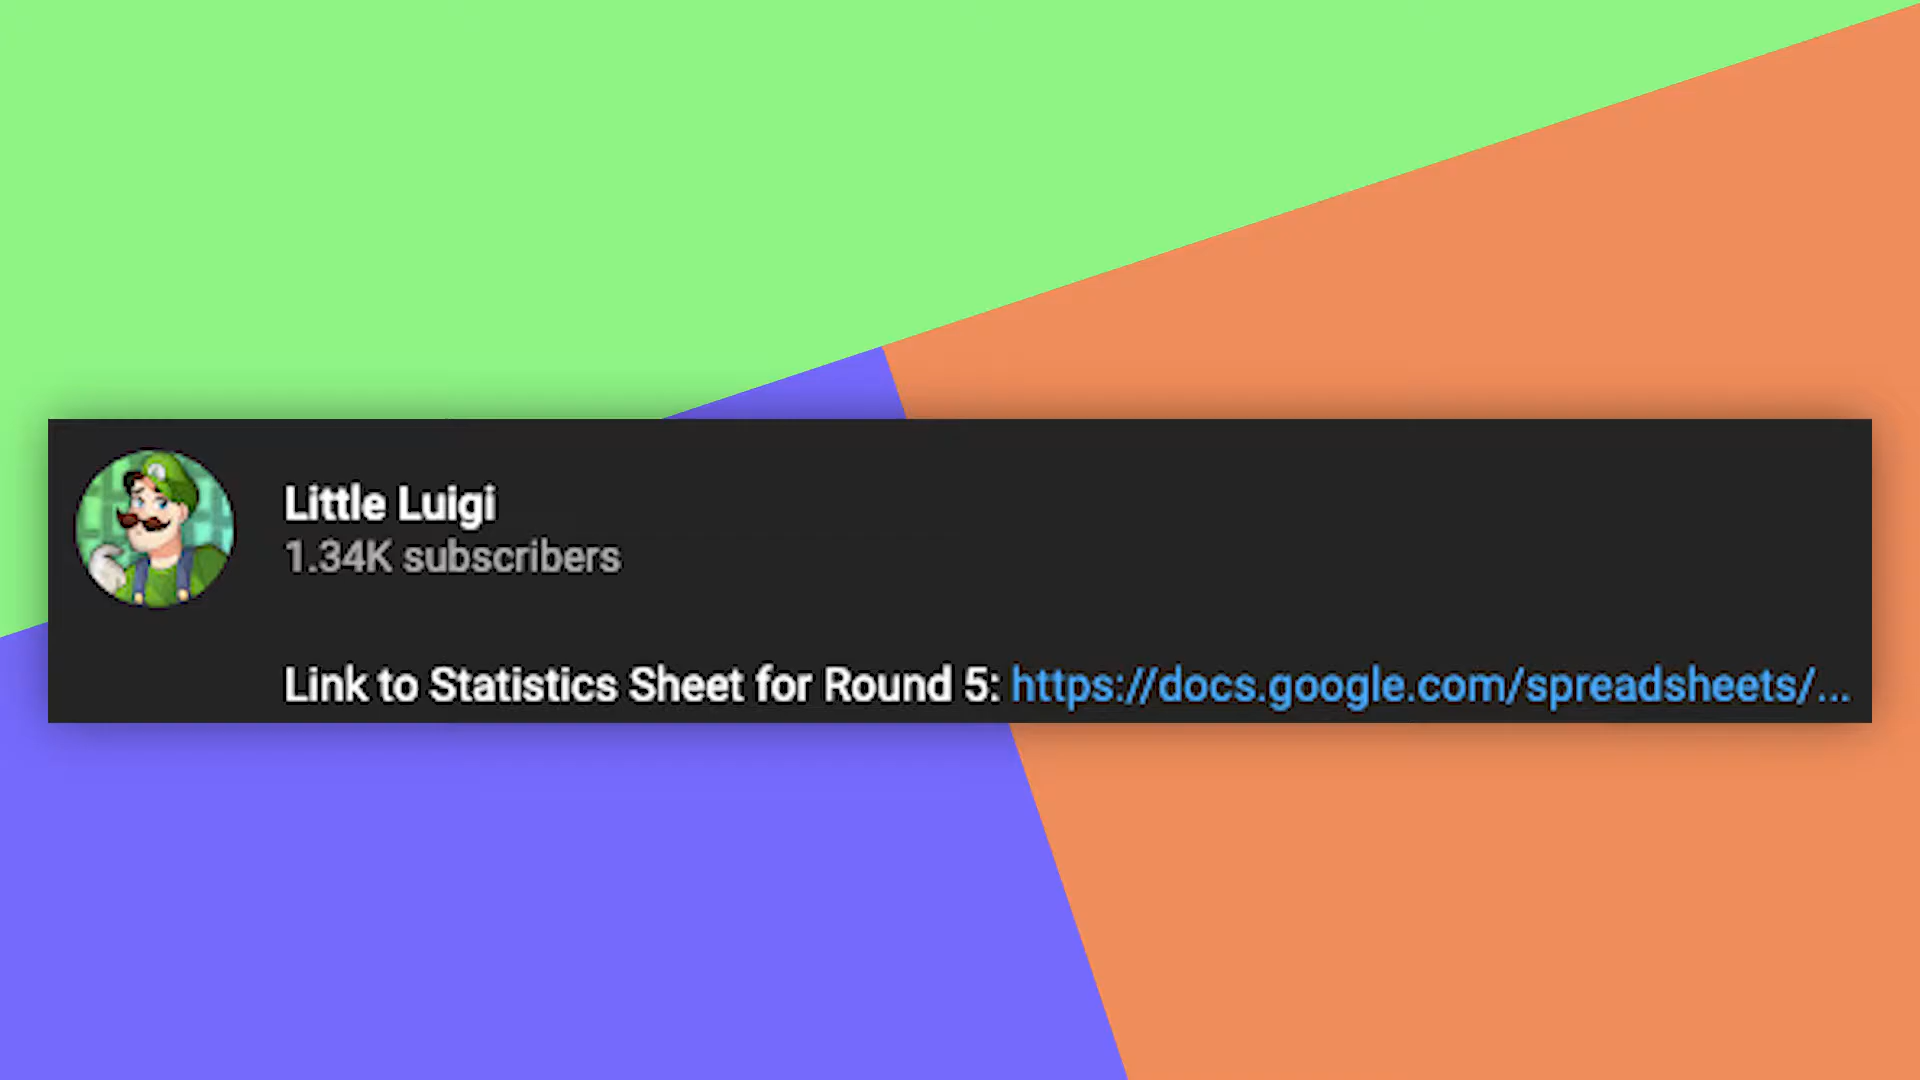 Little Luigi
1.34K subscribers
Link to Statistics Sheet for Round 5: https://docs.google.com/spreadsheets/...